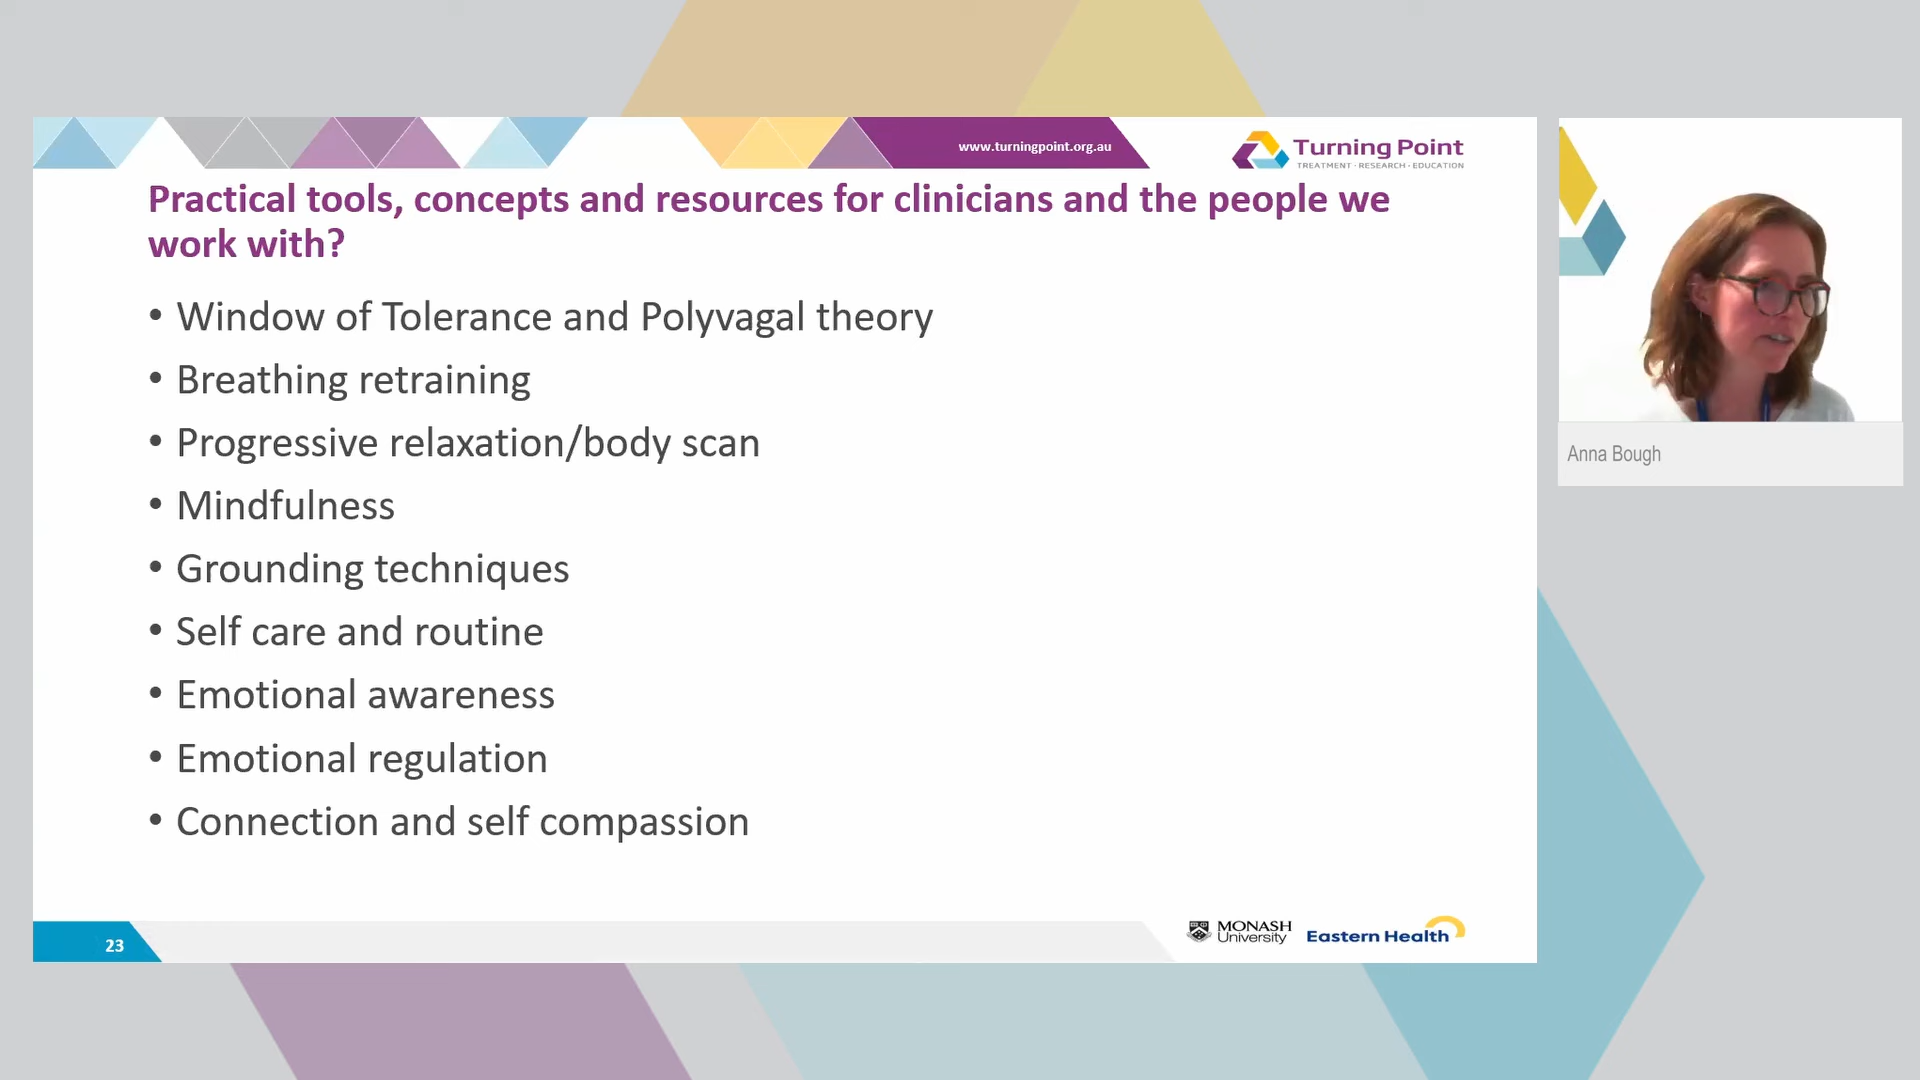 www.turningpoint.org.au
Turning Point
TREATMENT · RESEARCH · EDUCATION
Practical tools, concepts and resources for clinicians and the people we
work with?
• Window of Tolerance and Polyvagal theory
• Breathing retraining
• Progressive relaxation/body scan
• Mindfulness
• Grounding techniques
• Self care and routine
• Emotional awareness
• Emotional regulation
• Connection and self compassion
Anna Bough
23
MONASH
University
Eastern Health